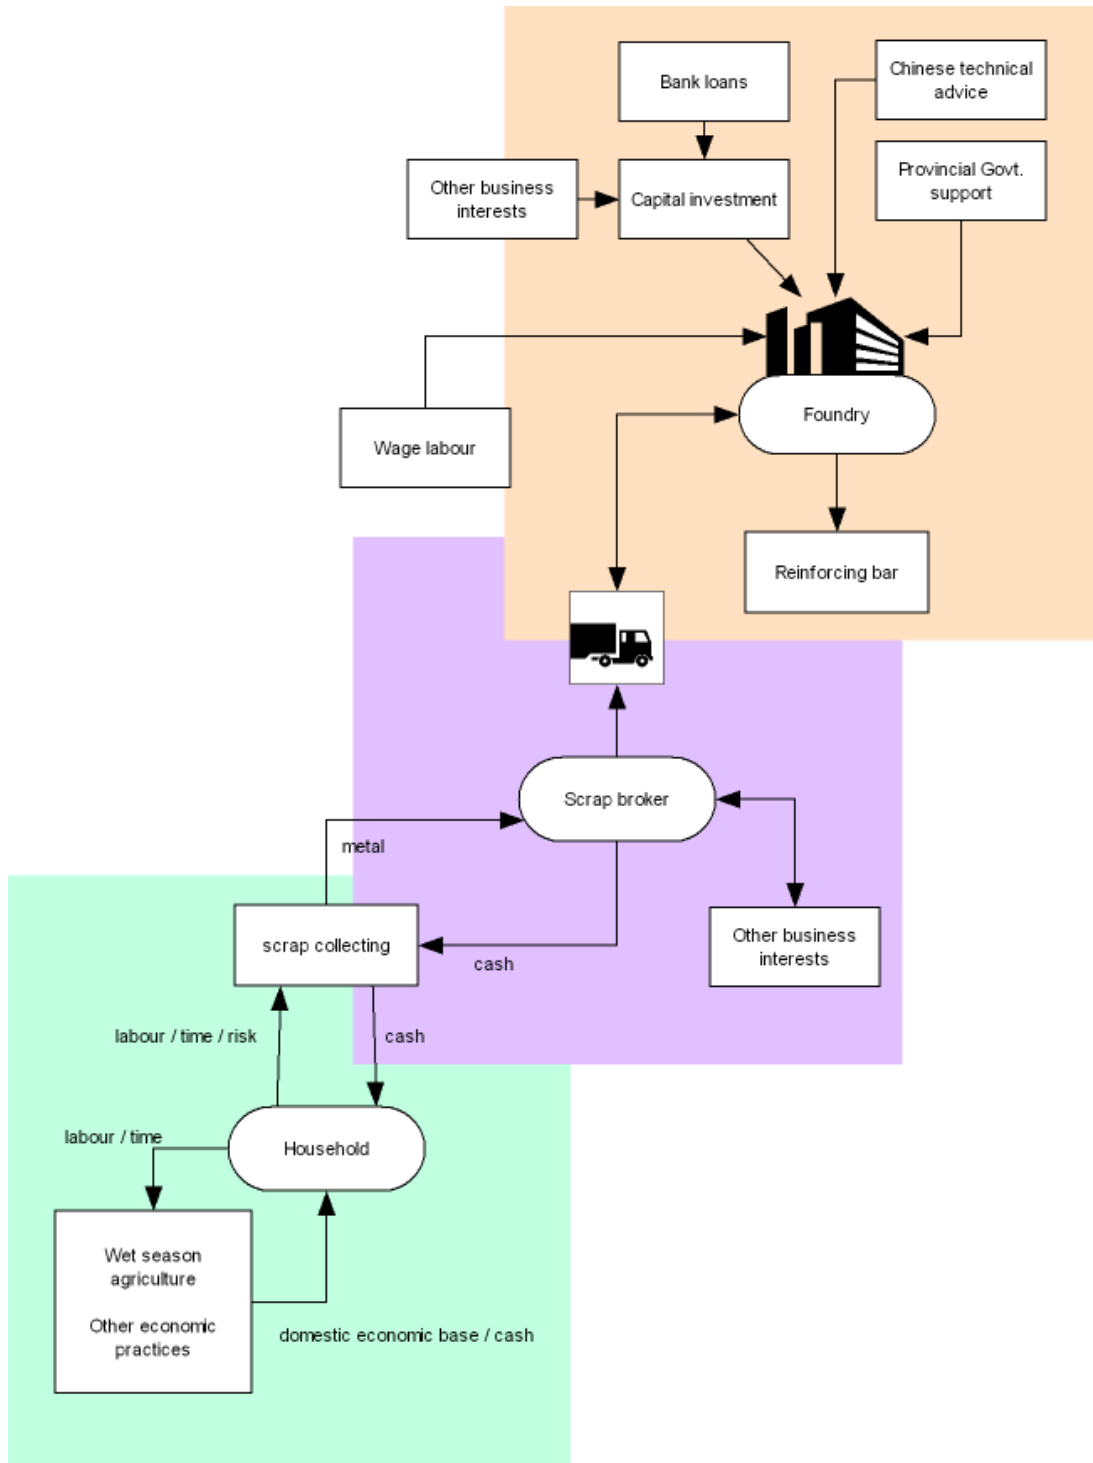 Bank loans
Chinese technical
advice
Other business
interests
Capital investment
Provincial Govt.
support
Wage labour
Foundry
Reinforcing bar
Scrap broker
metal
scrap collecting
cash
Other business
interests
labour / time / risk
cash
labour / time
Household
Wet season
agriculture
Other economic
practices
domestic economic base / cash